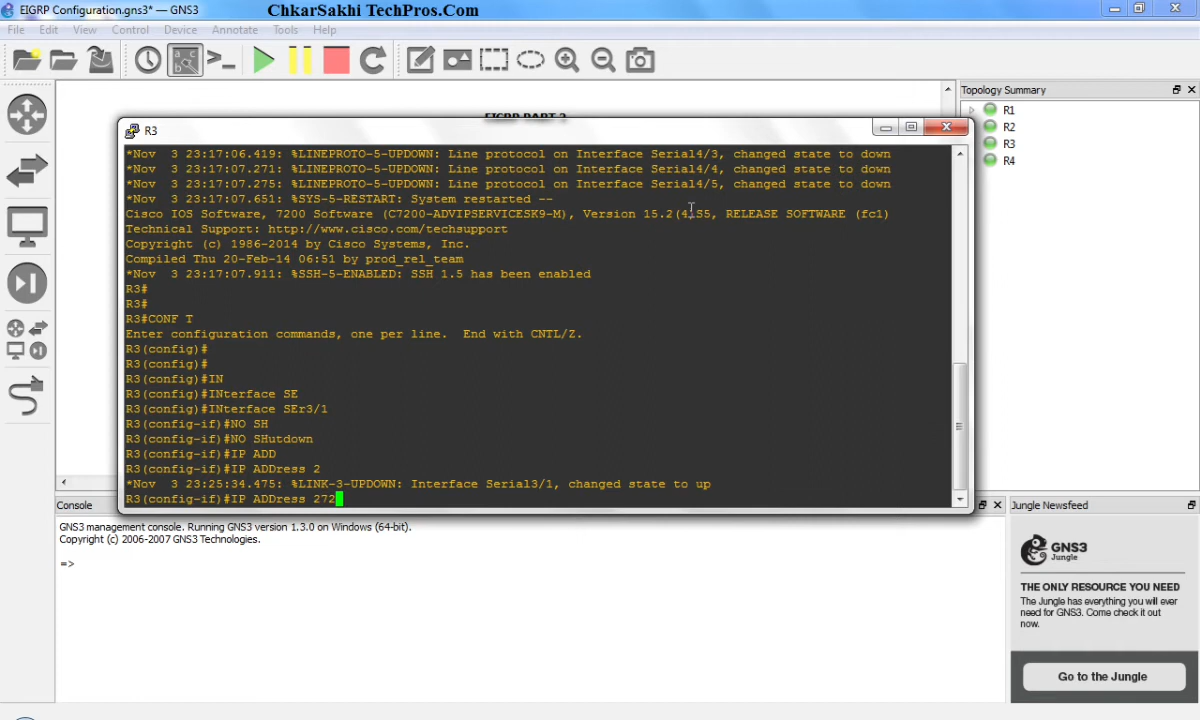 EIGRP Configuration.gns3* — GNS3
ChkarSakhi TechPros.Com
File Edit View Control Device Annotate Tools Help
Topology Summary
R1
R2
R3
R4
R3
*Nov  3 23:17:06.419: %LINEPROTO-5-UPDOWN: Line protocol on Interface Serial4/3, changed state to down
*Nov  3 23:17:07.271: %LINEPROTO-5-UPDOWN: Line protocol on Interface Serial4/4, changed state to down
*Nov  3 23:17:07.275: %LINEPROTO-5-UPDOWN: Line protocol on Interface Serial4/5, changed state to down
*Nov  3 23:17:07.651: %SYS-5-RESTART: System restarted --
Cisco IOS Software, 7200 Software (C7200-ADVIPSERVICESK9-M), Version 15.2(4)S5, RELEASE SOFTWARE (fc1)
Technical Support: http://www.cisco.com/techsupport
Copyright (c) 1986-2014 by Cisco Systems, Inc.
Compiled Thu 20-Feb-14 06:51 by prod_rel_team
*Nov  3 23:17:07.911: %SSH-5-ENABLED: SSH 1.5 has been enabled
R3#
R3#
R3#CONF T
Enter configuration commands, one per line.  End with CNTL/Z.
R3(config)#
R3(config)#
R3(config)#IN
R3(config)#INterface SE
R3(config)#INterface SEr3/1
R3(config-if)#NO SH
R3(config-if)#NO SHutdown
R3(config-if)#IP ADD
R3(config-if)#IP ADDress 2
*Nov  3 23:25:34.475: %LINK-3-UPDOWN: Interface Serial3/1, changed state to up
R3(config-if)#IP ADDress 272
Console
GNS3 management console. Running GNS3 version 1.3.0 on Windows (64-bit).
Copyright (c) 2006-2007 GNS3 Technologies.
=>
Jungle Newsfeed
GNS3
Jungle
THE ONLY RESOURCE YOU NEED
The Jungle has everything you will ever
need for GNS3. Come check it out
now.
Go to the Jungle